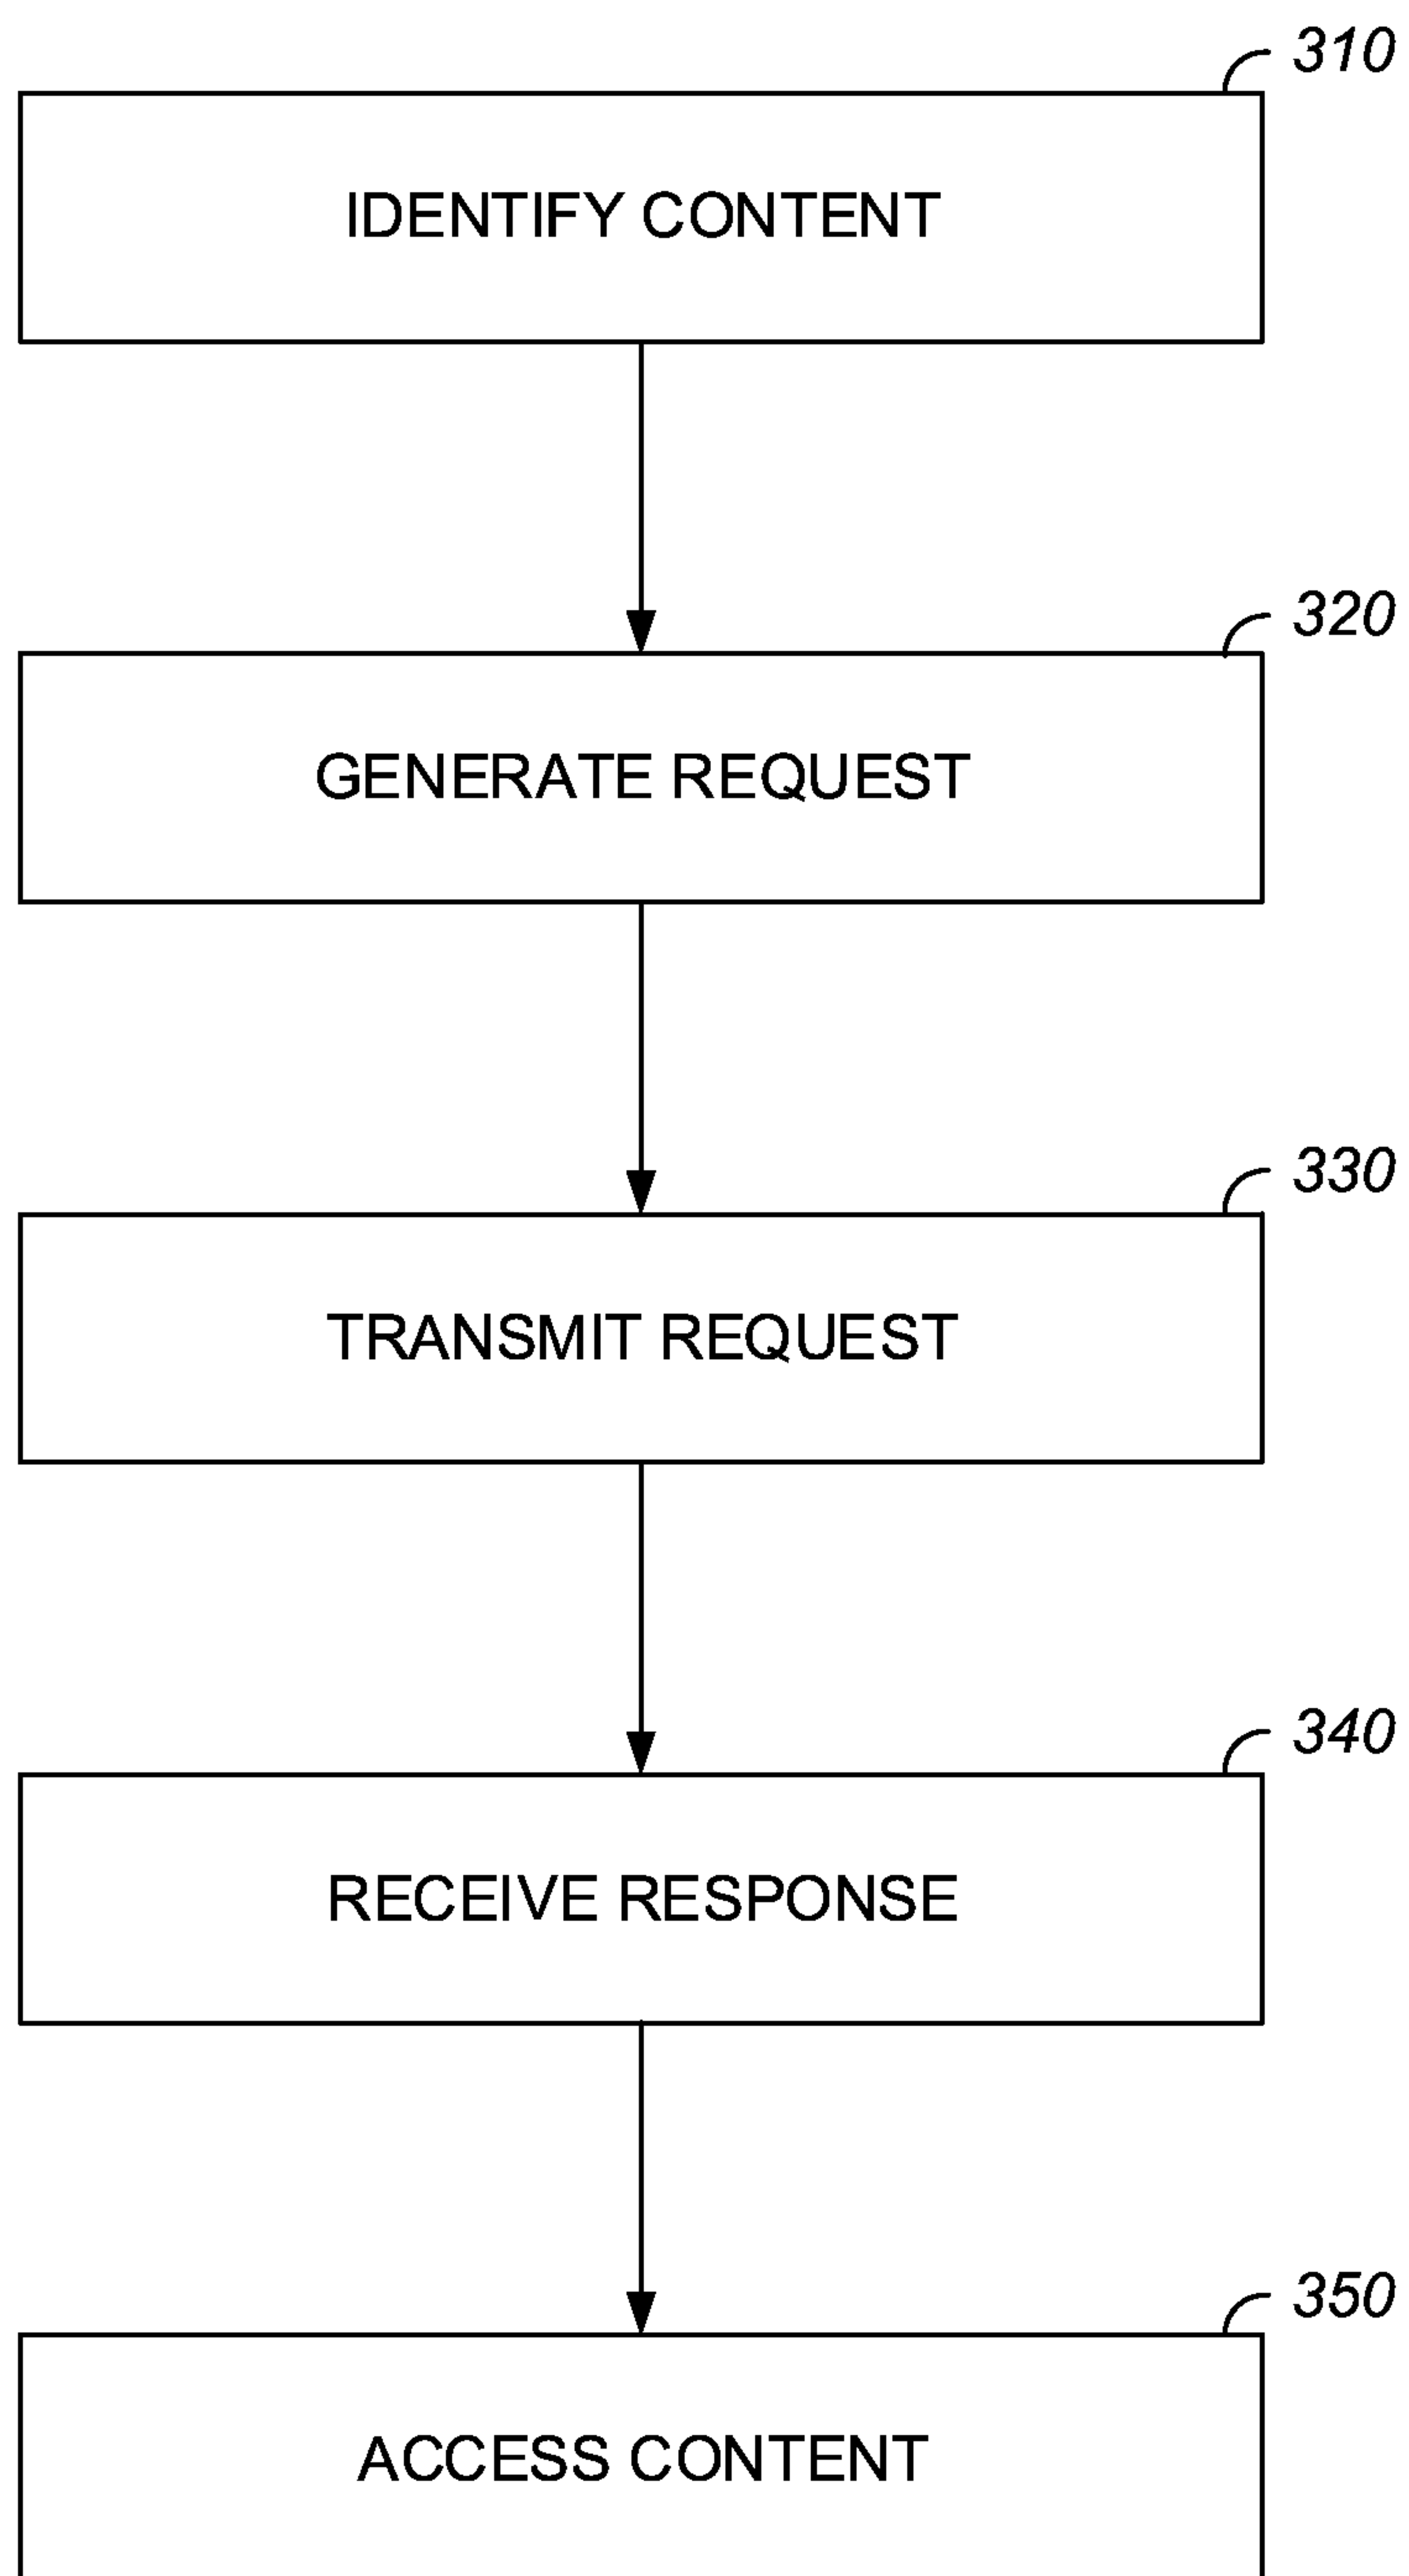 310
IDENTIFY CONTENT
320
GENERATE REQUEST
330
TRANSMIT REQUEST
340
RECEIVE RESPONSE
350
ACCESS CONTENT